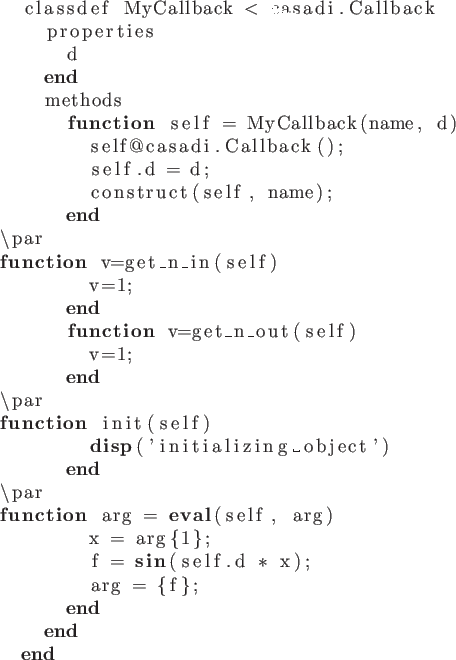 classdef MyCallback < casadi.Callback
properties
d
end
methods
function self = MyCallback(name, d)
self@casadi.Callback();
self.d = d;
construct(self, name);
end
\par
function v=get_n_in(self)
v=1;
end
function v=get_n_out(self)
v=1;
end
\par
function init(self)
disp('initializing_object')
end
\par
function arg = eval(self, arg)
x = arg{1};
f = sin(self.d * x);
arg = {f};
end
end
end